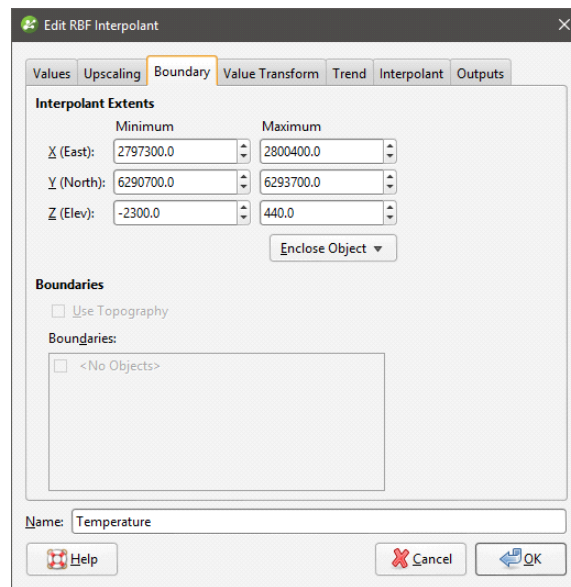 Edit RBF Interpolant
Values Upscaling Boundary Value Transform Trend Interpolant Outputs
Interpolant Extents
Minimum Maximum
X (East): 2797300.0 2800400.0
Y (North): 6290700.0 6293700.0
Z (Elev): -2300.0 440.0
Enclose Object
Boundaries
Use Topography
Boundaries:
<No Objects>
Name: Temperature
Help Cancel OK